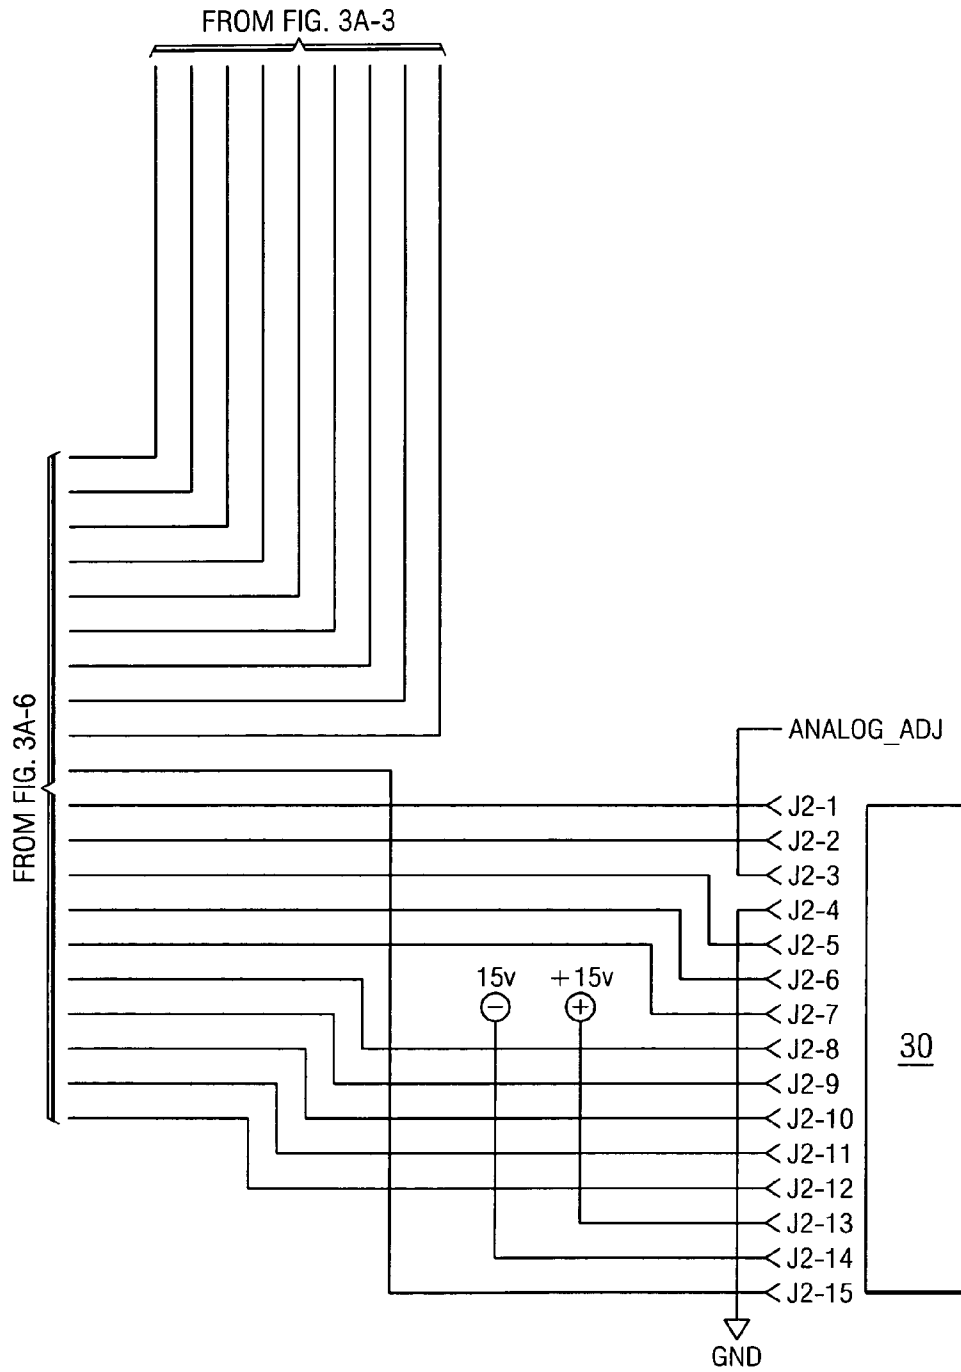 FROM FIG. 3A-3
FROM FIG. 3A-6
ANALOG_ADJ
J2-1
J2-2
J2-3
J2-4
J2-5
J2-6
J2-7
J2-8
J2-9
J2-10
J2-11
J2-12
J2-13
J2-14
J2-15
15v
+15v
30
GND